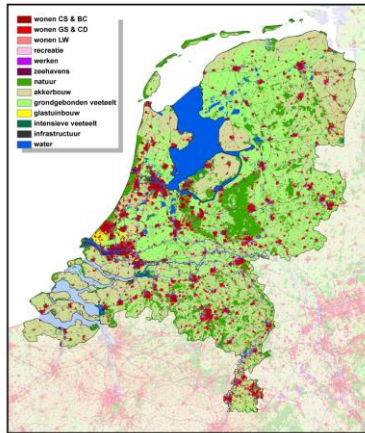 wonen CS & BC
wonen GS & CD
wonen LW
recreatie
werken
zeehavens
natuur
akkerbouw
grondgebonden veeteelt
glastuinbouw
intensieve veeteelt
infrastructuur
water